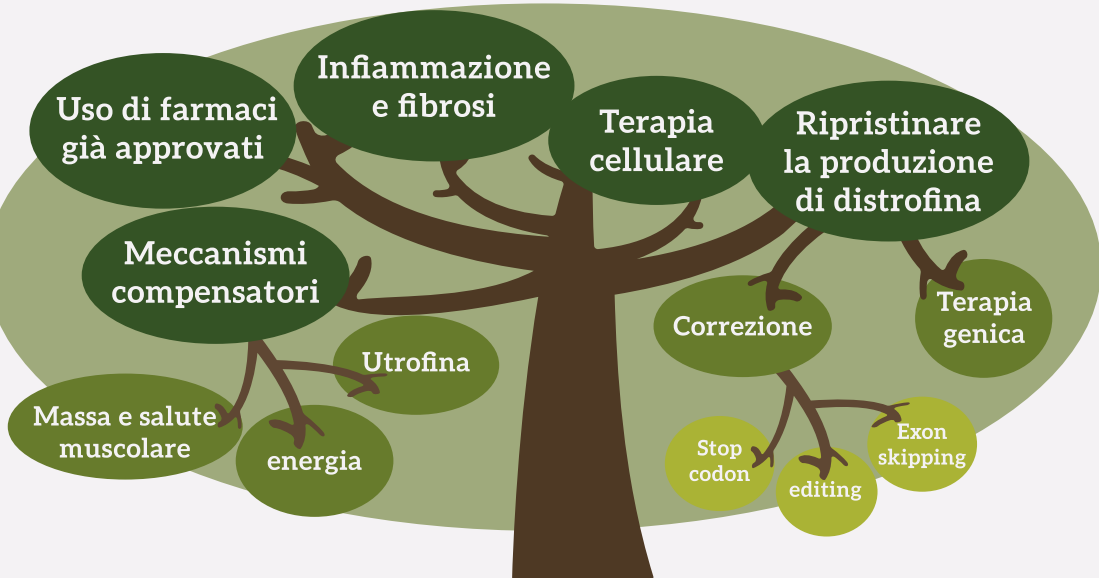 Uso di farmaci
già approvati
Infiammazione
e fibrosi
Terapia
cellulare
Ripristinare
la produzione
di distrofina
Meccanismi
compensatori
Massa e salute
muscolare
energia
Utrofina
Correzione
Terapia
genica
Stop
codon
editing
Exon
skipping